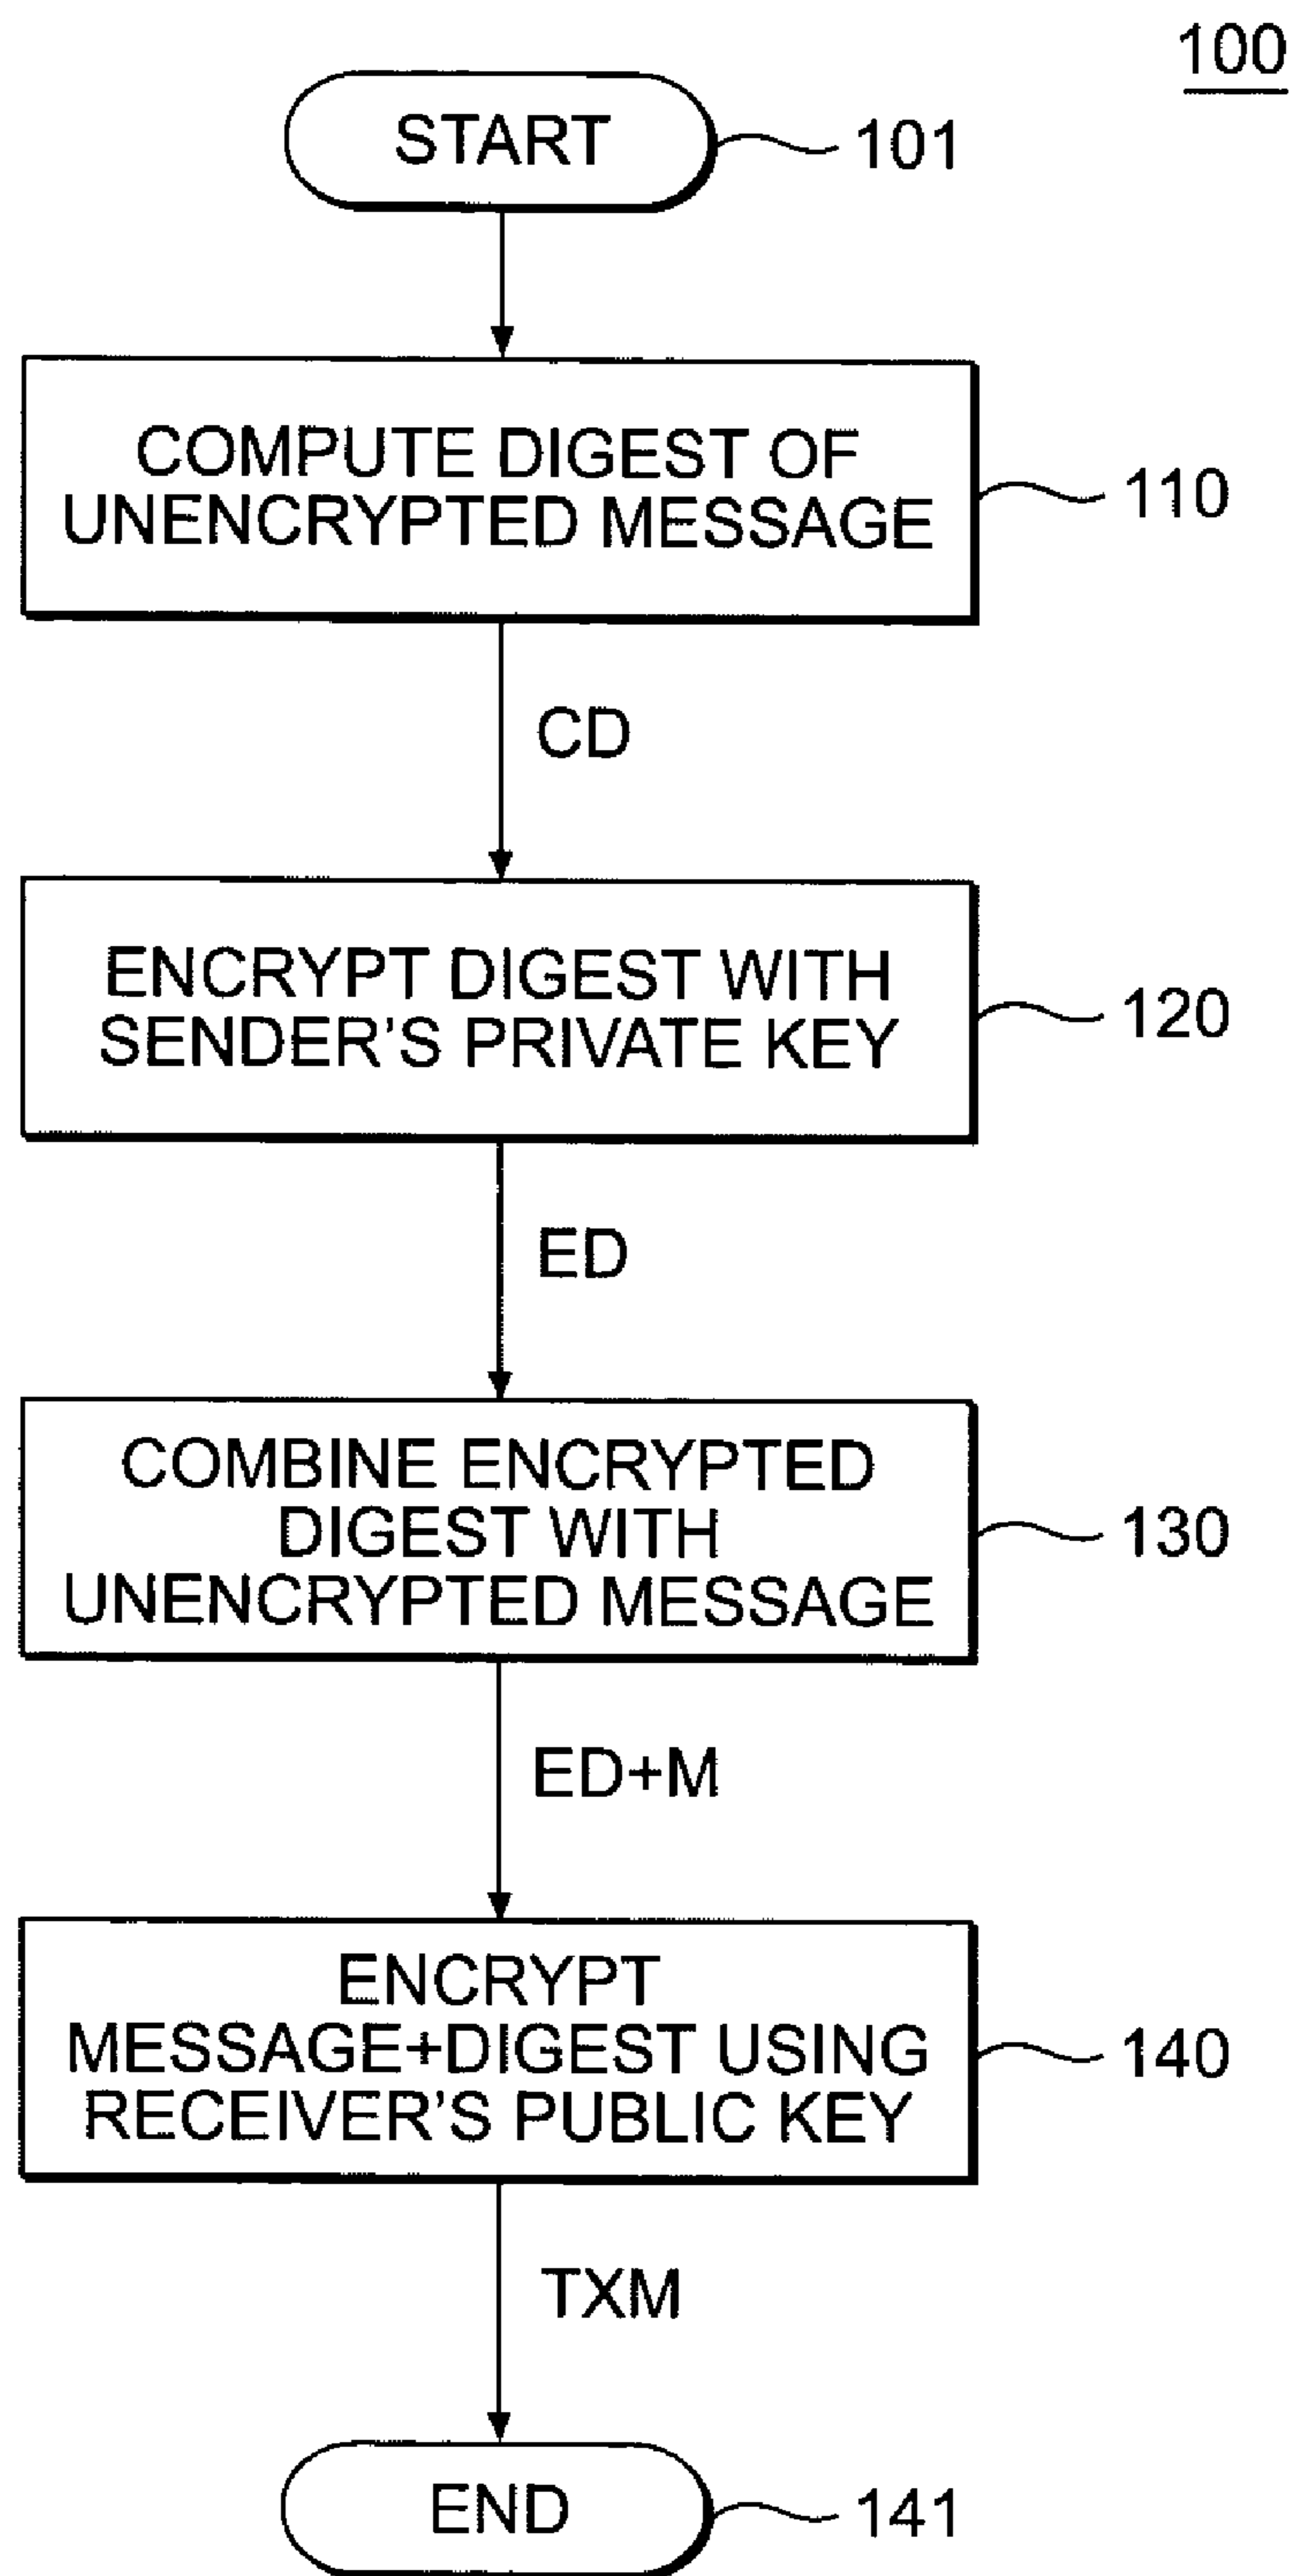 100
START
101
COMPUTE DIGEST OF
UNENCRYPTED MESSAGE
110
CD
ENCRYPT DIGEST WITH
SENDER’S PRIVATE KEY
120
ED
COMBINE ENCRYPTED
DIGEST WITH
UNENCRYPTED MESSAGE
130
ED+M
ENCRYPT
MESSAGE+DIGEST USING
RECEIVER’S PUBLIC KEY
140
TXM
END
141